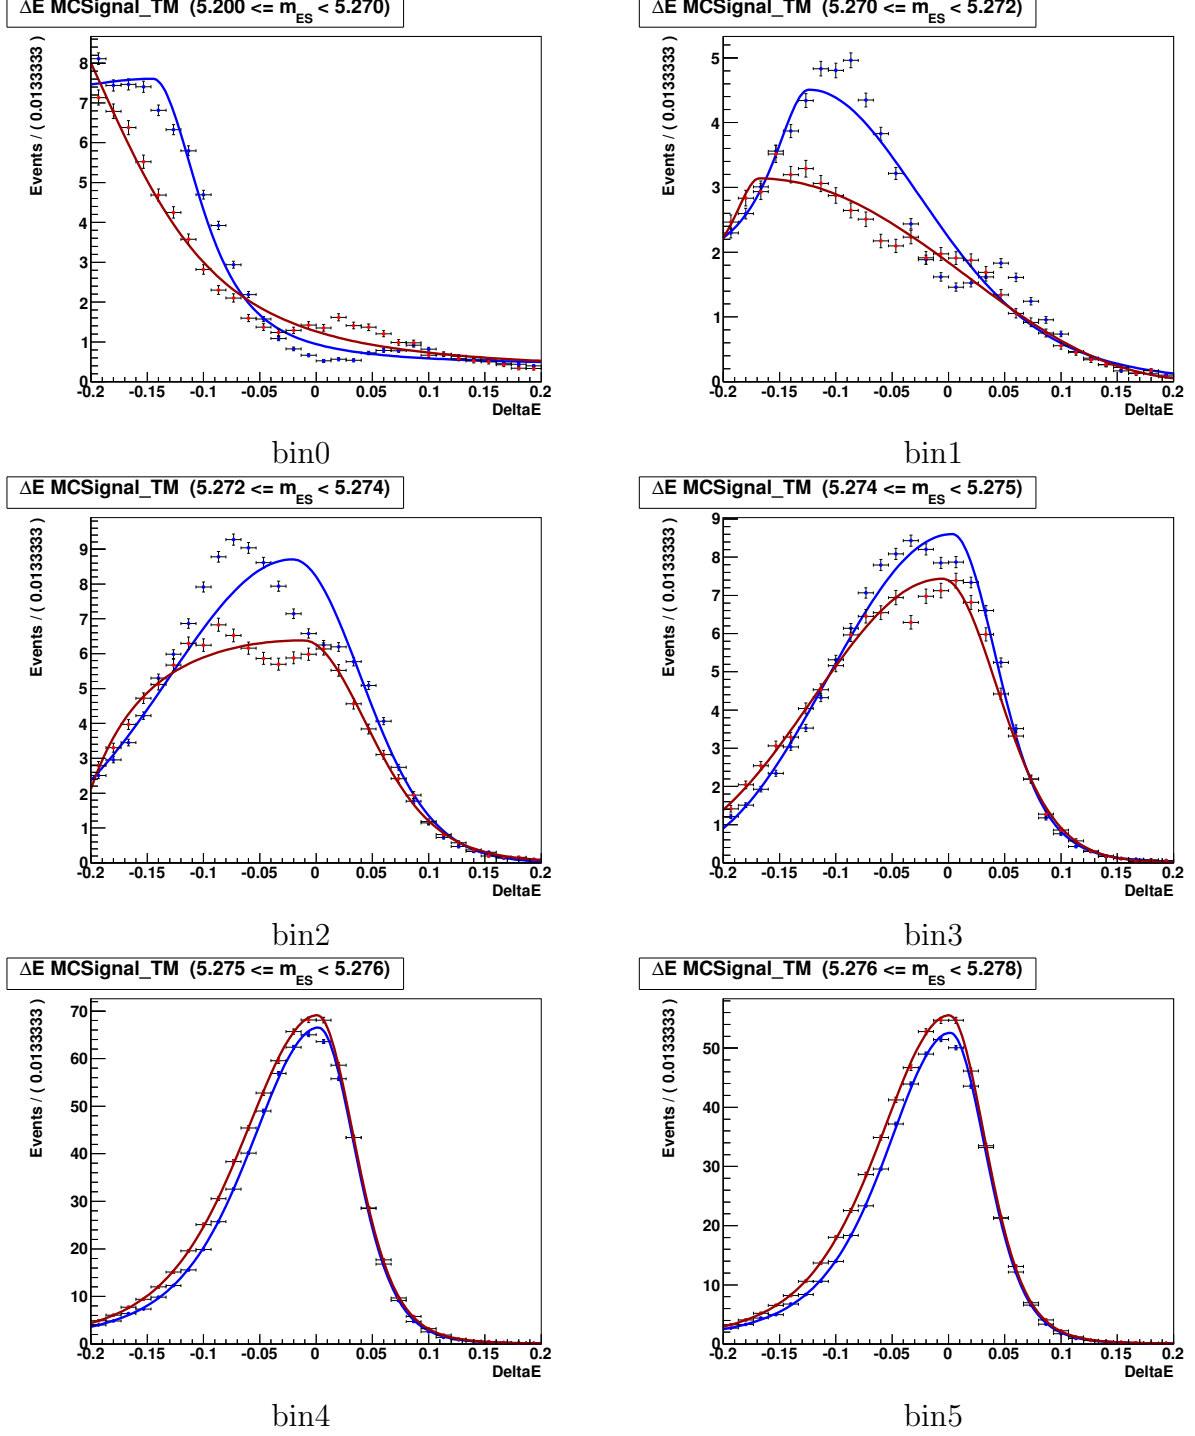 ΔE MCSignal_TM (5.200 <= m_ES < 5.270)
Events / ( 0.0133333 )
8
7
6
5
4
3
2
1
0
-0.2 -0.15 -0.1 -0.05 0 0.05 0.1 0.15 0.2
DeltaE
bin0
ΔE MCSignal_TM (5.270 <= m_ES < 5.272)
Events / ( 0.0133333 )
5
4
3
2
1
0
-0.2 -0.15 -0.1 -0.05 0 0.05 0.1 0.15 0.2
DeltaE
bin1
ΔE MCSignal_TM (5.272 <= m_ES < 5.274)
Events / ( 0.0133333 )
9
8
7
6
5
4
3
2
1
0
-0.2 -0.15 -0.1 -0.05 0 0.05 0.1 0.15 0.2
DeltaE
bin2
ΔE MCSignal_TM (5.274 <= m_ES < 5.275)
Events / ( 0.0133333 )
9
8
7
6
5
4
3
2
1
0
-0.2 -0.15 -0.1 -0.05 0 0.05 0.1 0.15 0.2
DeltaE
bin3
ΔE MCSignal_TM (5.275 <= m_ES < 5.276)
Events / ( 0.0133333 )
70
60
50
40
30
20
10
0
-0.2 -0.15 -0.1 -0.05 0 0.05 0.1 0.15 0.2
DeltaE
bin4
ΔE MCSignal_TM (5.276 <= m_ES < 5.278)
Events / ( 0.0133333 )
50
40
30
20
10
0
-0.2 -0.15 -0.1 -0.05 0 0.05 0.1 0.15 0.2
DeltaE
bin5